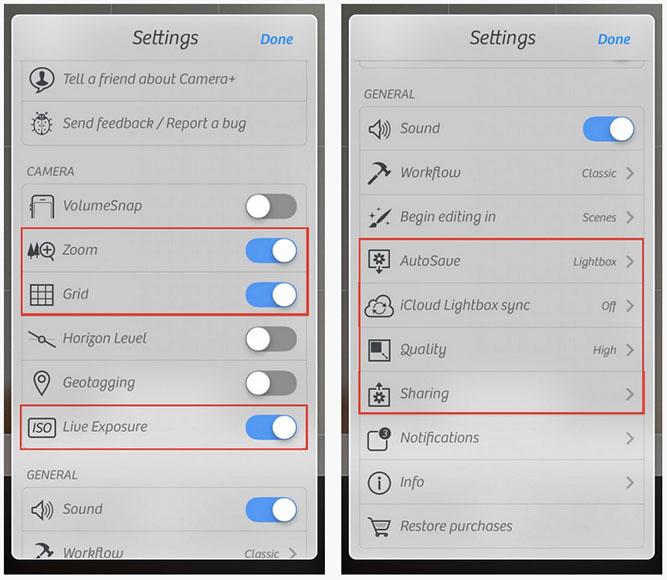 Settings
Done
Tell a friend about Camera+
Send feedback / Report a bug
CAMERA
VolumeSnap
Zoom
Grid
Horizon Level
Geotagging
ISO Live Exposure
GENERAL
Sound
Workflow Classic
Settings
Done
GENERAL
Sound
Workflow Classic
Begin editing in Scenes
AutoSave Lightbox
iCloud Lightbox sync Off
Quality High
Sharing
3
Notifications
Info
Restore purchases